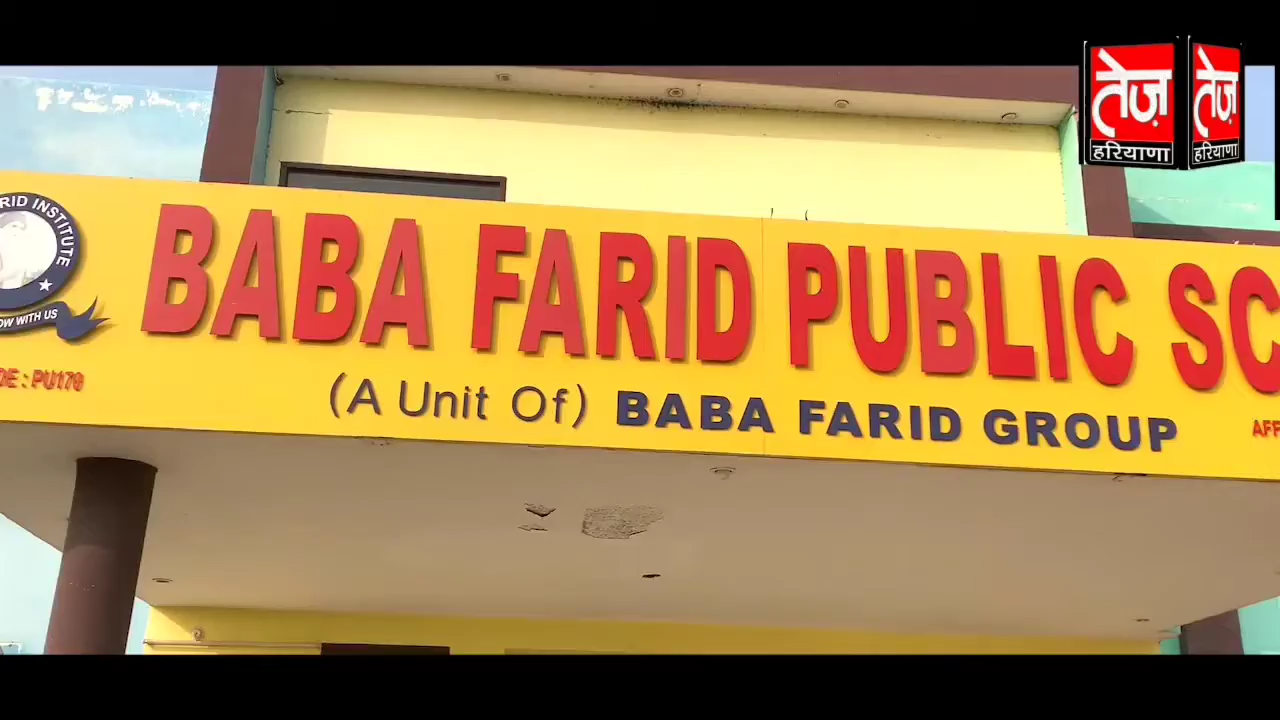 तेज़ तेज़
हरियाणा हरियाणा
RID INSTITUTE
OW WITH US
BABA FARID PUBLIC SC
DE : PU170
(A Unit Of) BABA FARID GROUP
AFF